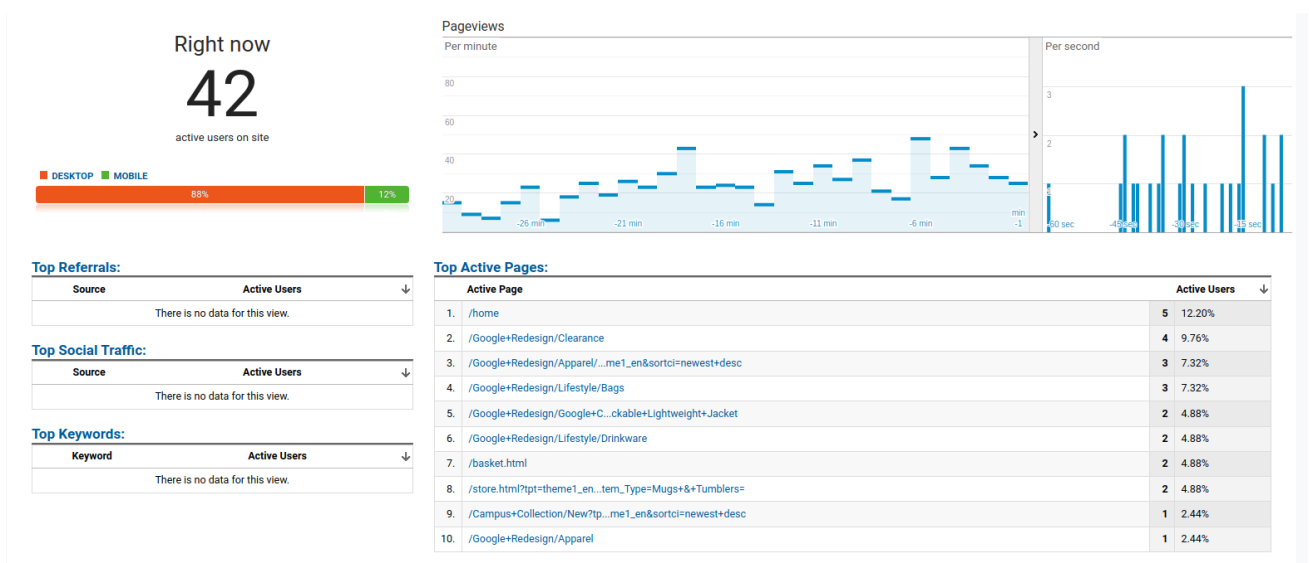 Right now
42
active users on site
DESKTOP MOBILE
88% 12%
Pageviews
Per minute
80
60
40
20
-26 min -21 min -16 min -11 min -6 min min
-1
Per second
3
2
-60 sec -45 sec -30 sec -15 sec
Top Referrals:
Source Active Users
There is no data for this view.
Top Social Traffic:
Source Active Users
There is no data for this view.
Top Keywords:
Keyword Active Users
There is no data for this view.
Top Active Pages:
Active Page Active Users
1. /home 5 12.20%
2. /Google+Redesign/Clearance 4 9.76%
3. /Google+Redesign/Apparel/...me1_en&sortci=newest+desc 3 7.32%
4. /Google+Redesign/Lifestyle/Bags 3 7.32%
5. /Google+Redesign/Google+C...ckable+Lightweight+Jacket 2 4.88%
6. /Google+Redesign/Lifestyle/Drinkware 2 4.88%
7. /basket.html 2 4.88%
8. /store.html?tpt=theme1_en...tem_Type=Mugs+&+Tumblers= 2 4.88%
9. /Campus+Collection/New?tp...me1_en&sortci=newest+desc 1 2.44%
10. /Google+Redesign/Apparel 1 2.44%